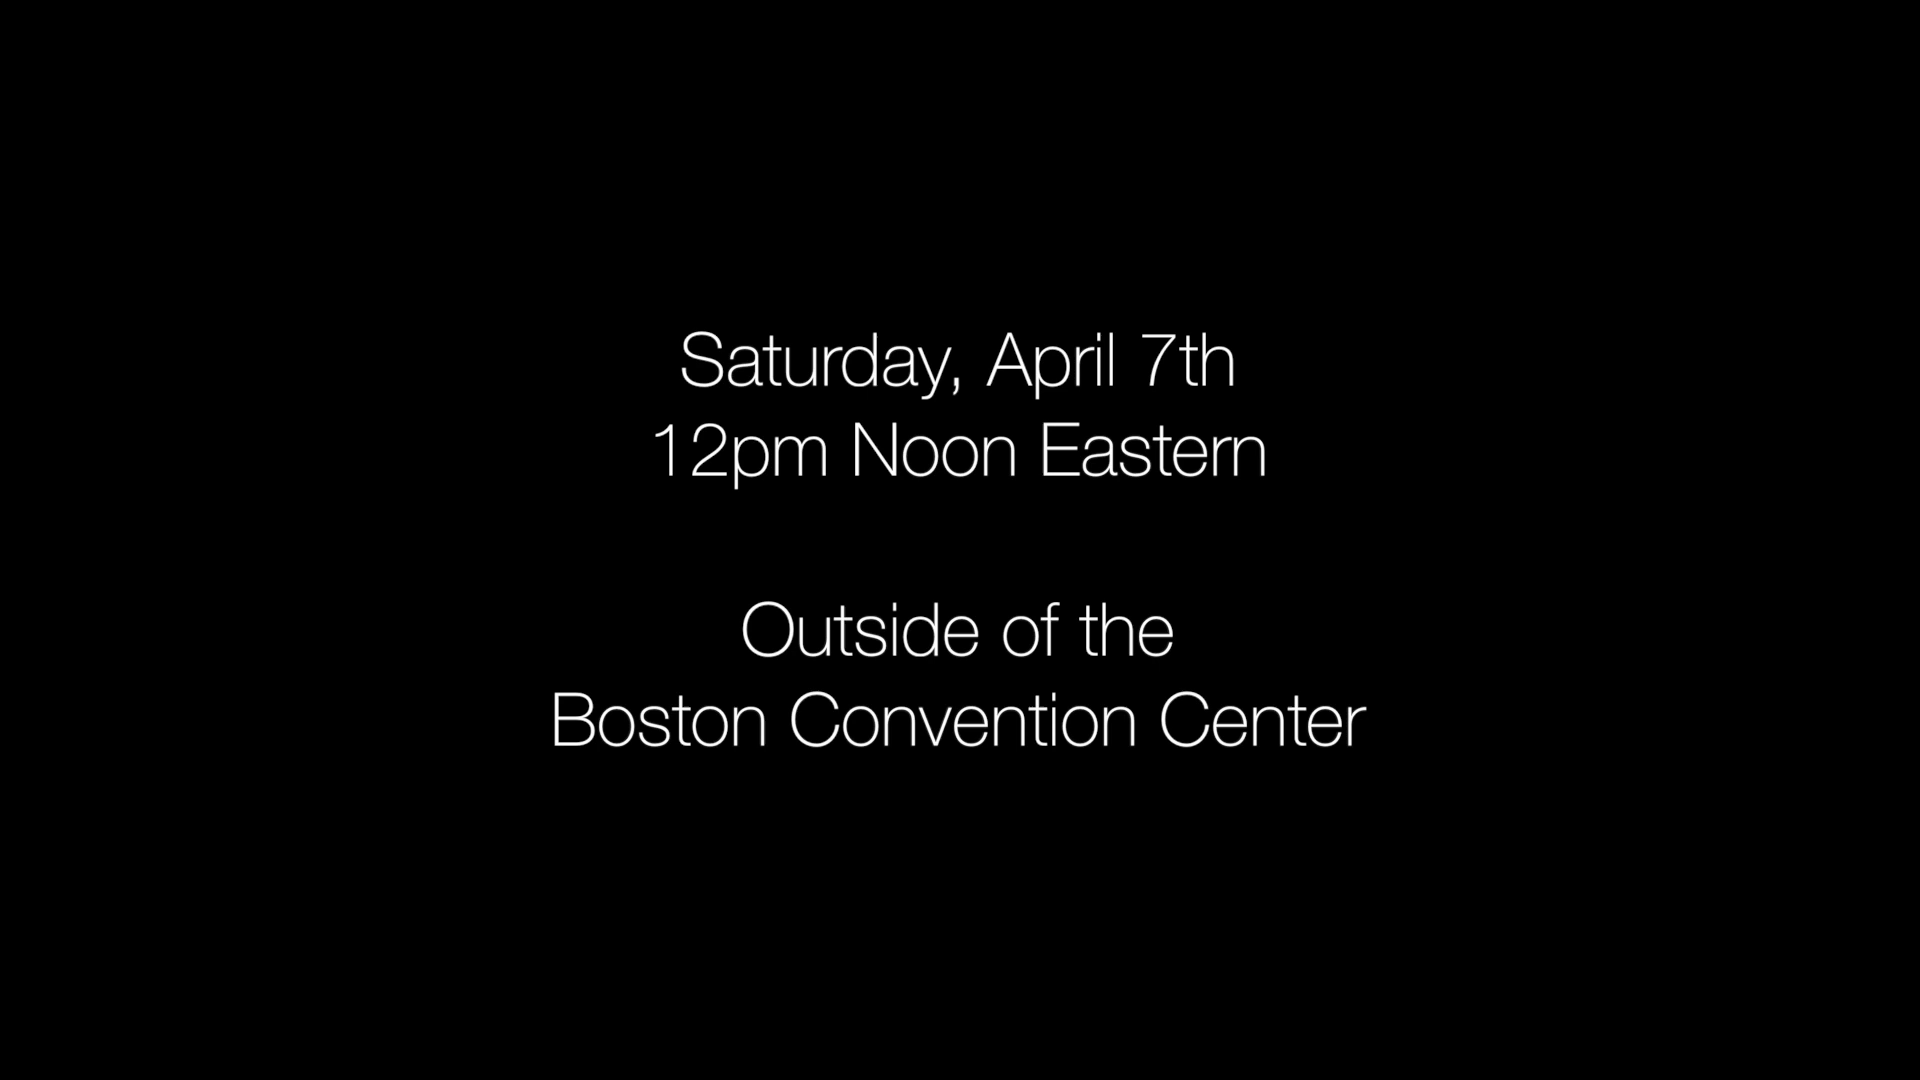 Saturday, April 7th
12pm Noon Eastern
Outside of the
Boston Convention Center